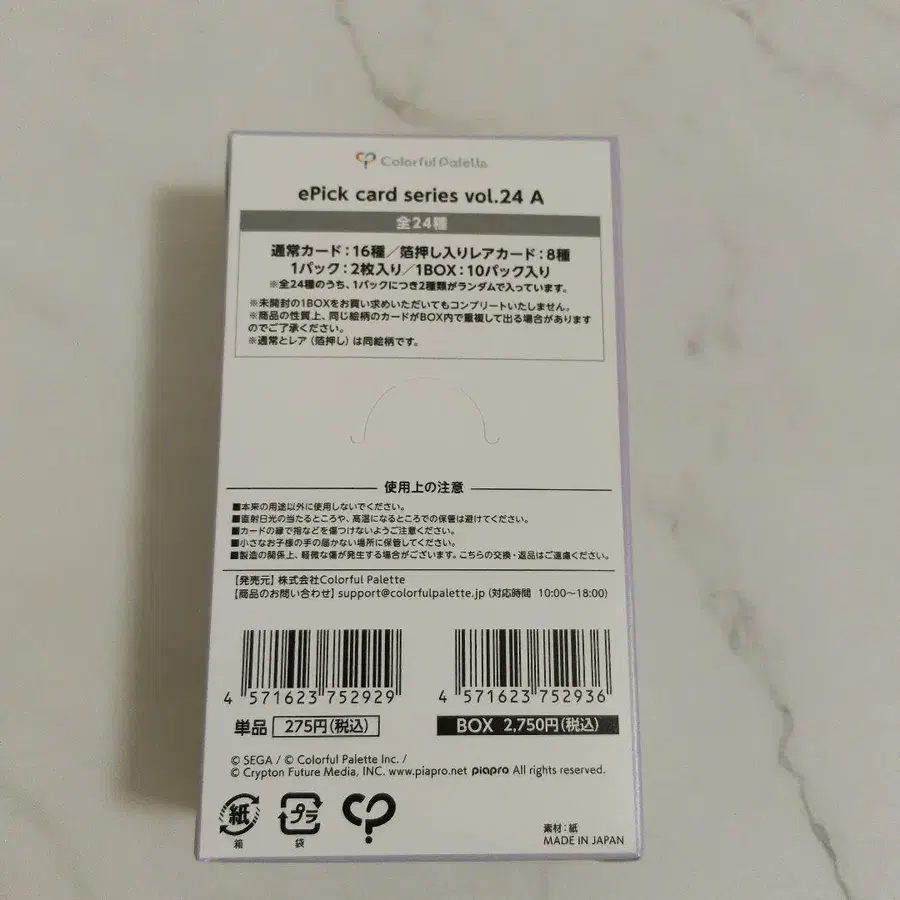 Colorful Palette
ePick card series vol.24 A
全24種
通常カード：16種／箔押し入りレアカード：8種
1パック：2枚入り／1BOX：10パック入り
※全24種のうち、1パックにつき2種類がランダムで入っています。
※未開封の1BOXをお買い求めいただいてもコンプリートいたしません。
※商品の性質上、同じ絵柄のカードがBOX内で重複して出る場合があります
のでご了承ください。
※通常とレア（箔押し）は同絵柄です。
使用上の注意
■本来の用途以外に使用しないでください。
■直射日光の当たるところや、高温になるところでの保管は避けてください。
■カードの縁で指などを傷つけないようご注意ください。
■小さなお子様の手の届かない場所に保管してください。
■製造の関係上、軽微な傷が発生する場合がございます。こちらの交換・返品はご遠慮ください。
【発売元】株式会社Colorful Palette
【商品のお問い合わせ】support@colorfulpalette.jp（対応時間 10:00～18:00）
4 571623 752929 4 571623 752936
単品 275円（税込） BOX 2,750円（税込）
© SEGA / © Colorful Palette Inc. /
© Crypton Future Media, INC. www.piapro.net piapro All rights reserved.
紙 プラ
箱 袋
素材：紙
MADE IN JAPAN